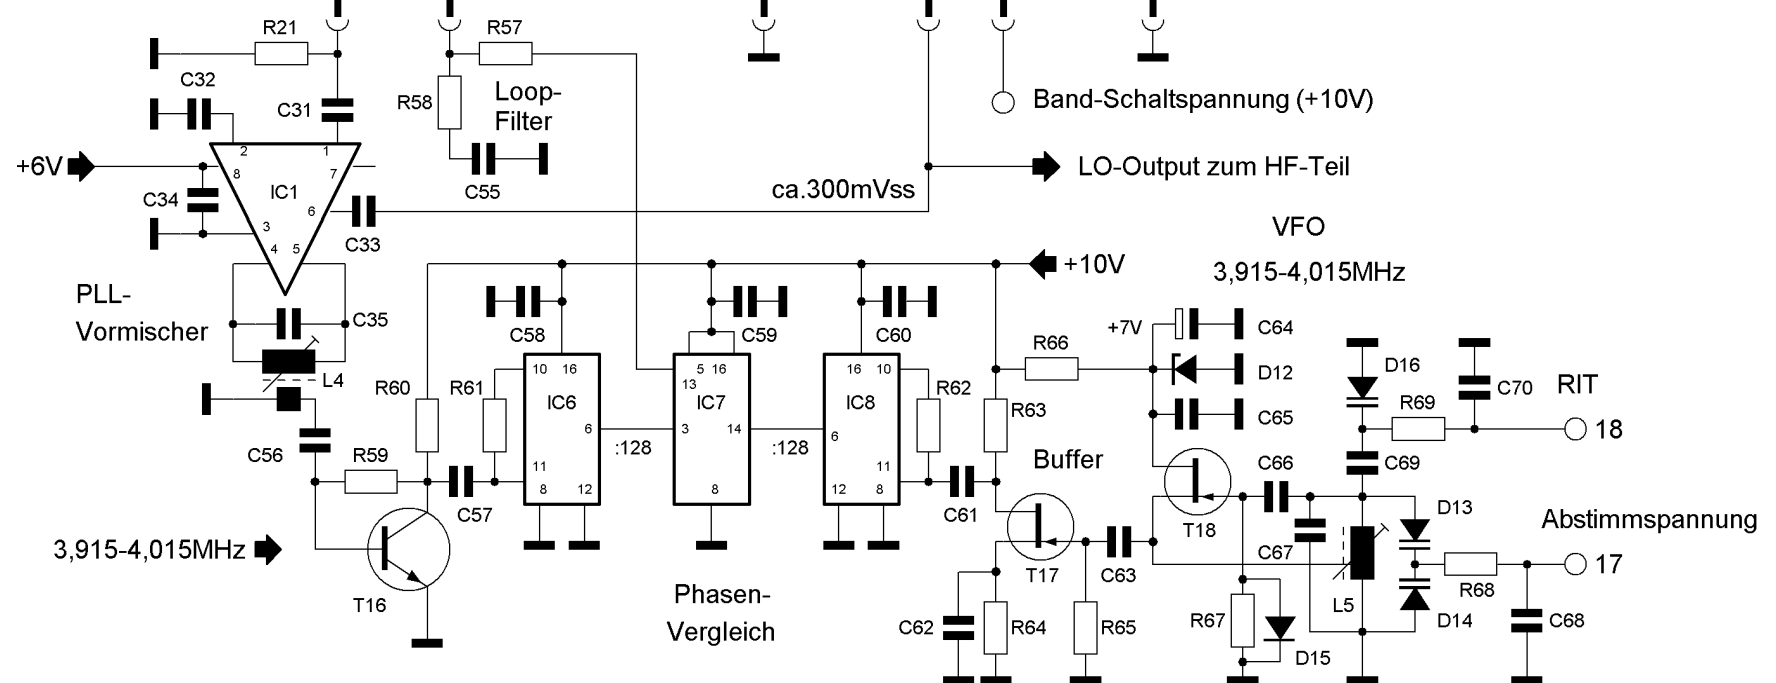 R21
R57
C32
C31
R58
Loop-
Filter
C55
Band-Schaltspannung (+10V)
+6V
2
1
8
7
IC1
6
3
4
5
C34
C33
ca.300mVss
LO-Output zum HF-Teil
VFO
3,915-4,015MHz
+10V
PLL-
Vormischer
C35
L4
C58
C59
C60
+7V
C64
R66
D12
C65
D16
C70
RIT
R69
18
R60
R61
10
16
IC6
6
11
8
12
:128
5
16
13
IC7
3
14
8
:128
16
10
IC8
6
11
12
8
R62
R63
C56
R59
C57
C61
Buffer
C66
C69
T18
C67
D13
Abstimmspannung
17
3,915-4,015MHz
T16
T17
C63
L5
R68
D14
C68
Phasen-
Vergleich
C62
R64
R65
R67
D15